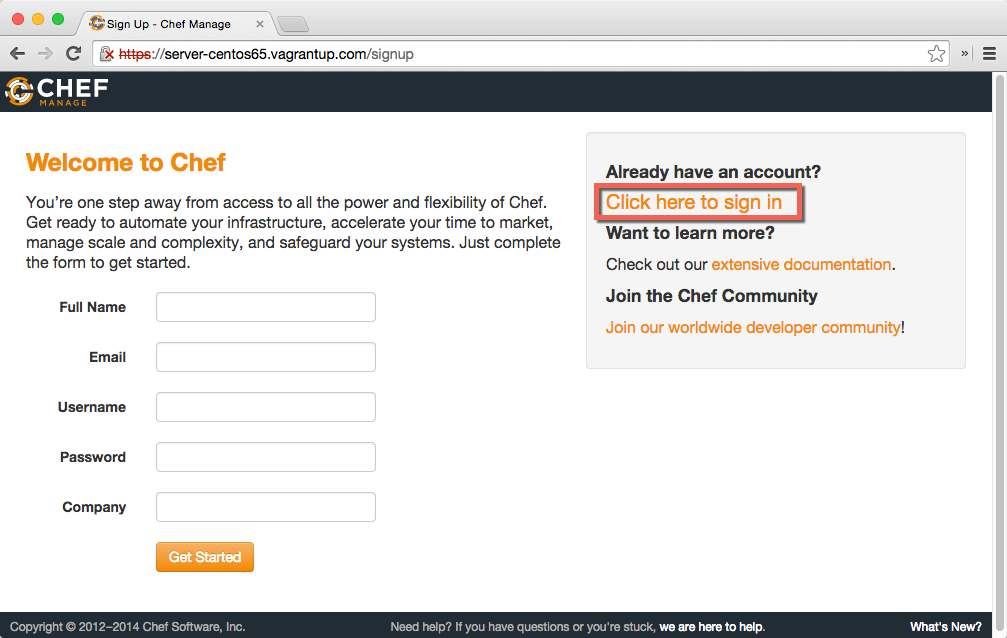 Sign Up - Chef Manage
https://server-centos65.vagrantup.com/signup
»
CHEF
MANAGE
Welcome to Chef
You're one step away from access to all the power and flexibility of Chef.
Get ready to automate your infrastructure, accelerate your time to market,
manage scale and complexity, and safeguard your systems. Just complete
the form to get started.
Full Name
Email
Username
Password
Company
Get Started
Already have an account?
Click here to sign in
Want to learn more?
Check out our extensive documentation.
Join the Chef Community
Join our worldwide developer community!
Copyright © 2012–2014 Chef Software, Inc.
Need help? If you have questions or you're stuck, we are here to help.
What's New?